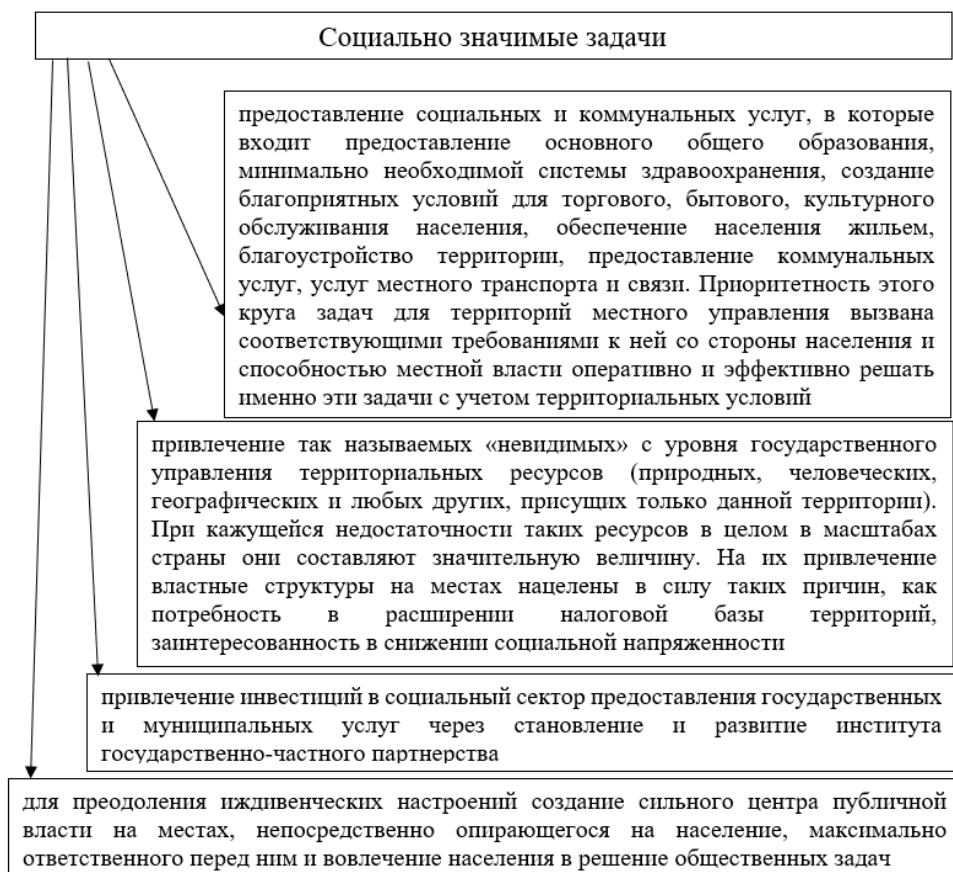 Социально значимые задачи
предоставление социальных и коммунальных услуг, в которые
входит предоставление основного общего образования,
минимально необходимой системы здравоохранения, создание
благоприятных условий для торгового, бытового, культурного
обслуживания населения, обеспечение населения жильем,
благоустройство территории, предоставление коммунальных
услуг, услуг местного транспорта и связи. Приоритетность этого
круга задач для территорий местного управления вызвана
соответствующими требованиями к ней со стороны населения и
способностью местной власти оперативно и эффективно решать
именно эти задачи с учетом территориальных условий
привлечение так называемых «невидимых» с уровня государственного
управления территориальных ресурсов (природных, человеческих,
географических и любых других, присущих только данной территории).
При кажущейся недостаточности таких ресурсов в целом в масштабах
страны они составляют значительную величину. На их привлечение
властные структуры на местах нацелены в силу таких причин, как
потребность в расширении налоговой базы территорий,
заинтересованность в снижении социальной напряженности
привлечение инвестиций в социальный сектор предоставления государственных
и муниципальных услуг через становление и развитие института
государственно-частного партнерства
для преодоления иждивенческих настроений создание сильного центра публичной
власти на местах, непосредственно опирающегося на население, максимально
ответственного перед ним и вовлечение населения в решение общественных задач